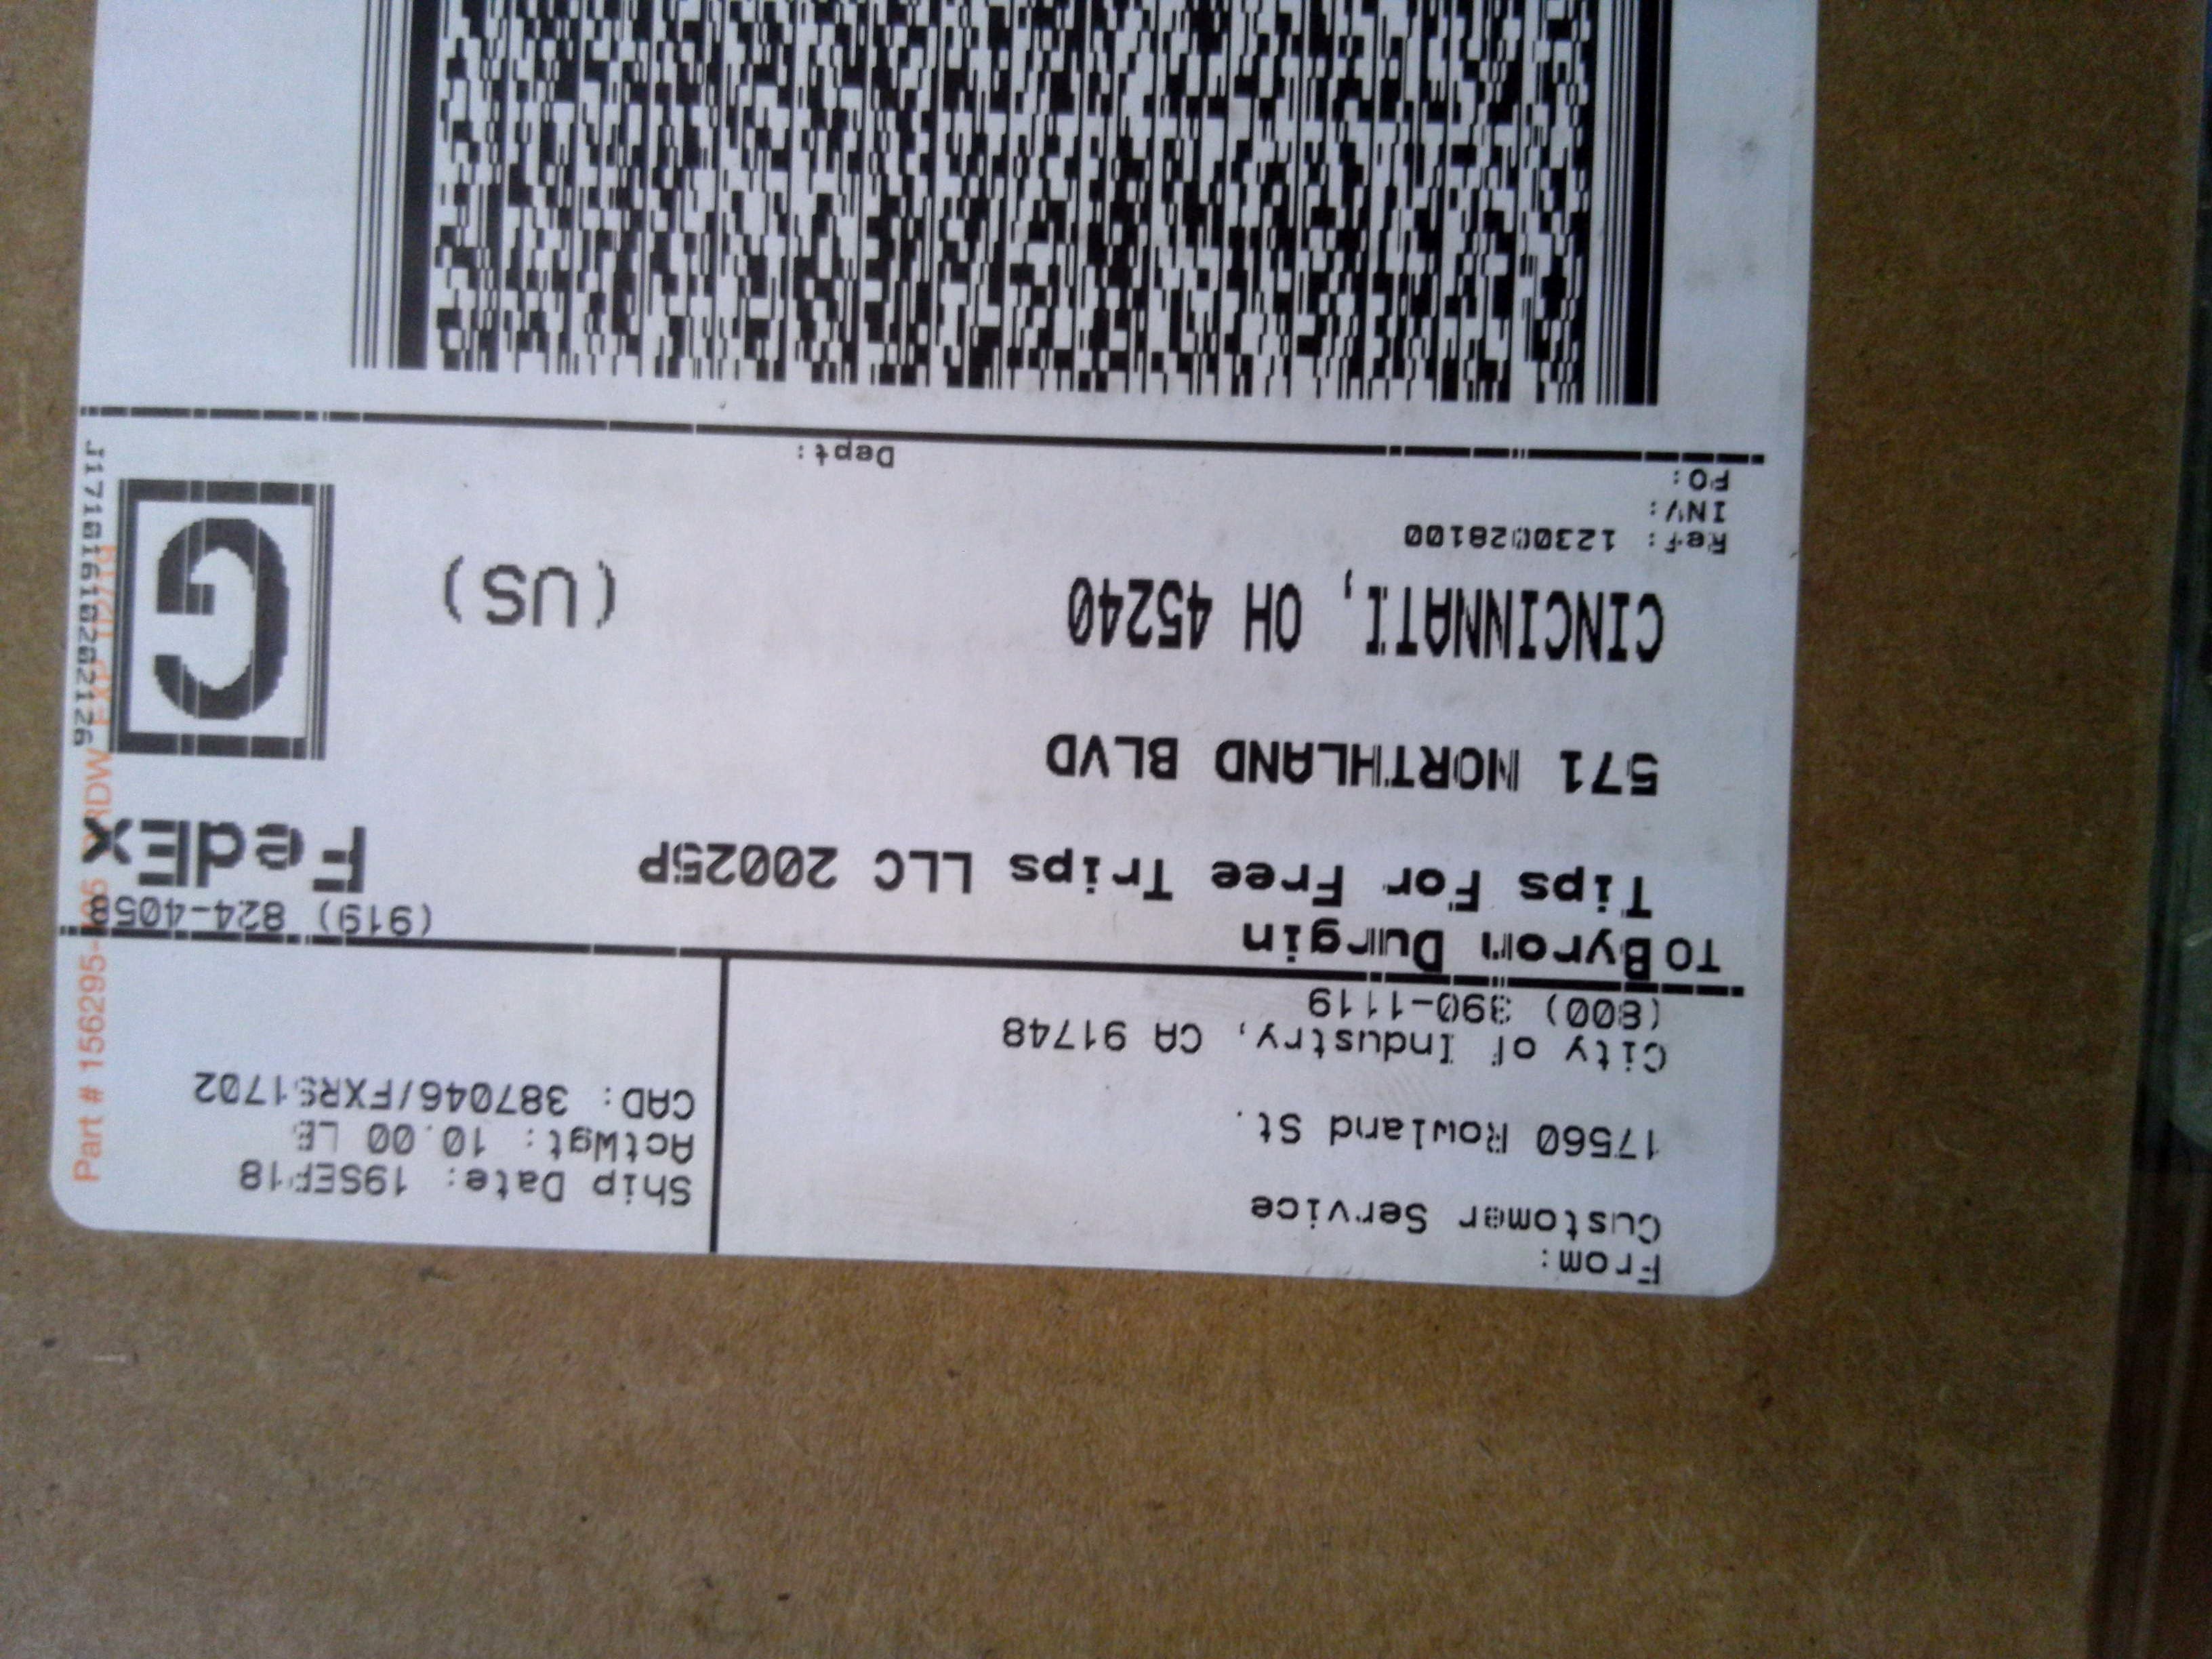 From:
Customer Service
17560 Rowland St.
City of Industry, CA 91748
(800) 390-1119
Ship Date: 19SEP18
ActWgt: 10.00 LB
CAD: 387046/FXRS1702
TO Byron Durgin
Tips For Free Trips LLC 20025P
571 NORTHLAND BLVD
CINCINNATI, OH 45240
(US)
(919) 824-4058
FedEx
G
Ref: 1230028100
INV:
PO:
Dept:
Part # 1562295-